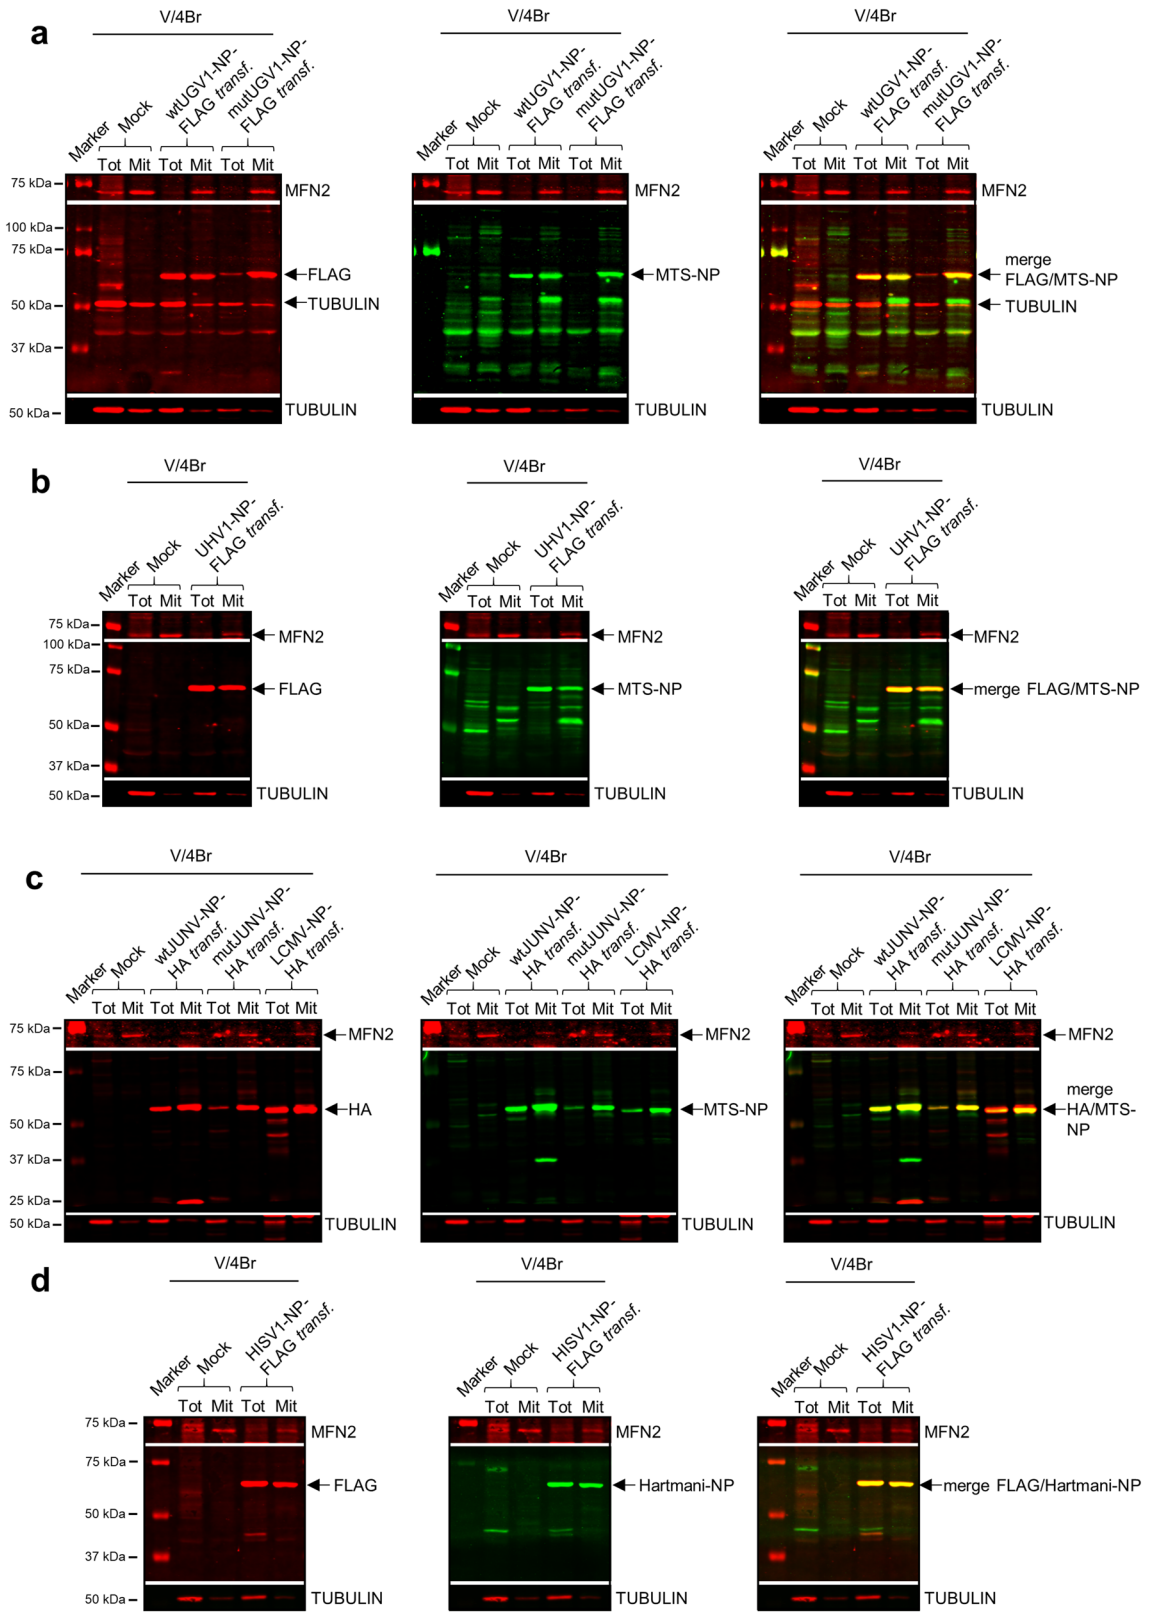 a
V/4Br
Marker
Mock
wtUGV1-NP-
FLAG transf.
mutUGV1-NP-
FLAG transf.
Tot Mit Tot Mit Tot Mit
75 kDa
MFN2
100 kDa
75 kDa
FLAG
50 kDa
TUBULIN
37 kDa
50 kDa
TUBULIN
V/4Br
Marker
Mock
wtUGV1-NP-
FLAG transf.
mutUGV1-NP-
FLAG transf.
Tot Mit Tot Mit Tot Mit
MFN2
MTS-NP
TUBULIN
V/4Br
Marker
Mock
wtUGV1-NP-
FLAG transf.
mutUGV1-NP-
FLAG transf.
Tot Mit Tot Mit Tot Mit
MFN2
merge
FLAG/MTS-NP
TUBULIN
TUBULIN
b
V/4Br
Marker
Mock
UHV1-NP-
FLAG transf.
Tot Mit Tot Mit
75 kDa
MFN2
100 kDa
75 kDa
FLAG
50 kDa
37 kDa
50 kDa
TUBULIN
V/4Br
Marker
Mock
UHV1-NP-
FLAG transf.
Tot Mit Tot Mit
MFN2
MTS-NP
TUBULIN
V/4Br
Marker
Mock
UHV1-NP-
FLAG transf.
Tot Mit Tot Mit
MFN2
merge FLAG/MTS-NP
TUBULIN
c
V/4Br
Marker
Mock
wtJUNV-NP-
HA transf.
mutJUNV-NP-
HA transf.
LCMV-NP-
HA transf.
Tot Mit Tot Mit Tot Mit Tot Mit
75 kDa
MFN2
75 kDa
HA
50 kDa
37 kDa
25 kDa
50 kDa
TUBULIN
V/4Br
Marker
Mock
wtJUNV-NP-
HA transf.
mutJUNV-NP-
HA transf.
LCMV-NP-
HA transf.
Tot Mit Tot Mit Tot Mit Tot Mit
MFN2
MTS-NP
TUBULIN
V/4Br
Marker
Mock
wtJUNV-NP-
HA transf.
mutJUNV-NP-
HA transf.
LCMV-NP-
HA transf.
Tot Mit Tot Mit Tot Mit Tot Mit
MFN2
merge
HA/MTS-
NP
TUBULIN
d
V/4Br
Marker
Mock
HISV1-NP-
FLAG transf.
Tot Mit Tot Mit
75 kDa
MFN2
75 kDa
FLAG
50 kDa
37 kDa
50 kDa
TUBULIN
V/4Br
Marker
Mock
HISV1-NP-
FLAG transf.
Tot Mit Tot Mit
MFN2
Hartmani-NP
TUBULIN
V/4Br
Marker
Mock
HISV1-NP-
FLAG transf.
Tot Mit Tot Mit
MFN2
merge FLAG/Hartmani-NP
TUBULIN